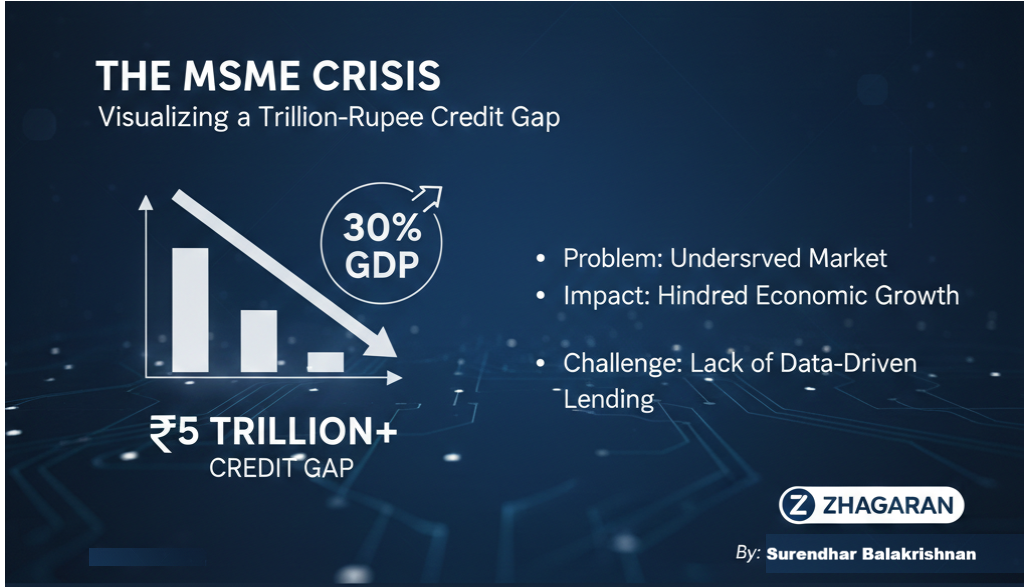 THE MSME CRISIS
Visualizing a Trillion-Rupee Credit Gap
30%
GDP
₹5 TRILLION+
CREDIT GAP
• Problem: Undersrved Market
• Impact: Hindred Economic Growth
• Challenge: Lack of Data-Driven
Lending
Z ZHAGARAN
By: Surendhar Balakrishnan